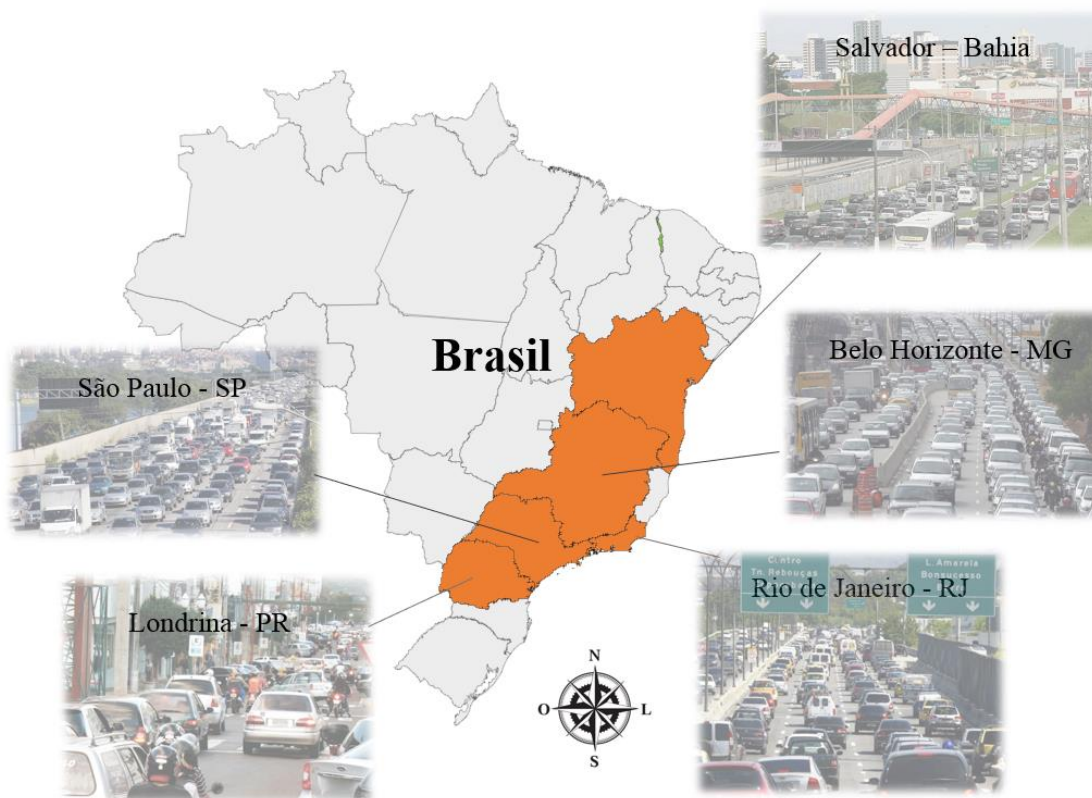 Salvador – Bahia
Brasil
Belo Horizonte - MG
São Paulo - SP
Centro
Tn. Rebouças
L. Amarela
Bonsucesso
Rio de Janeiro - RJ
Londrina - PR
N
O
L
S